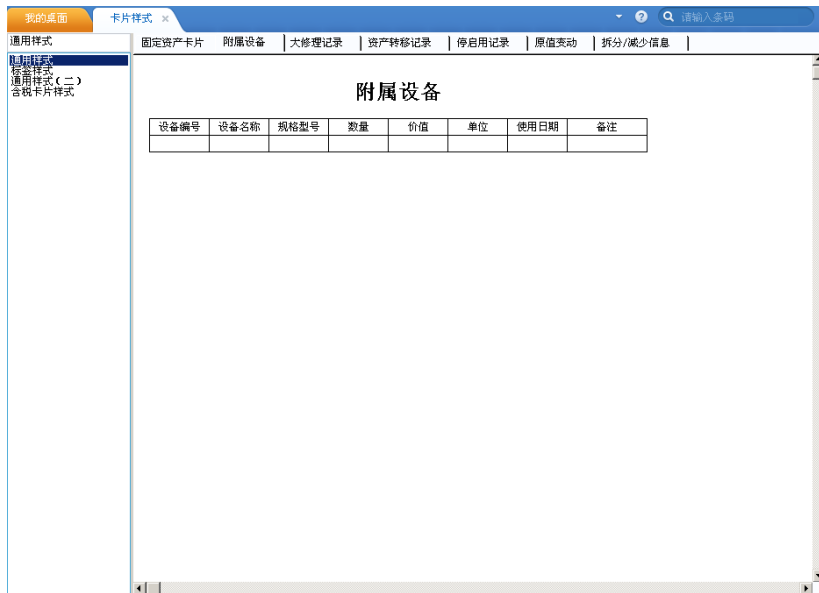 我的桌面 卡片样式 × 请输入条码
通用样式 固定资产卡片 附属设备 大修理记录 资产转移记录 停启用记录 原值变动 拆分/减少信息
通用样式
标签样式
通用样式(二)
含税卡片样式
附属设备
设备编号 设备名称 规格型号 数量 价值 单位 使用日期 备注